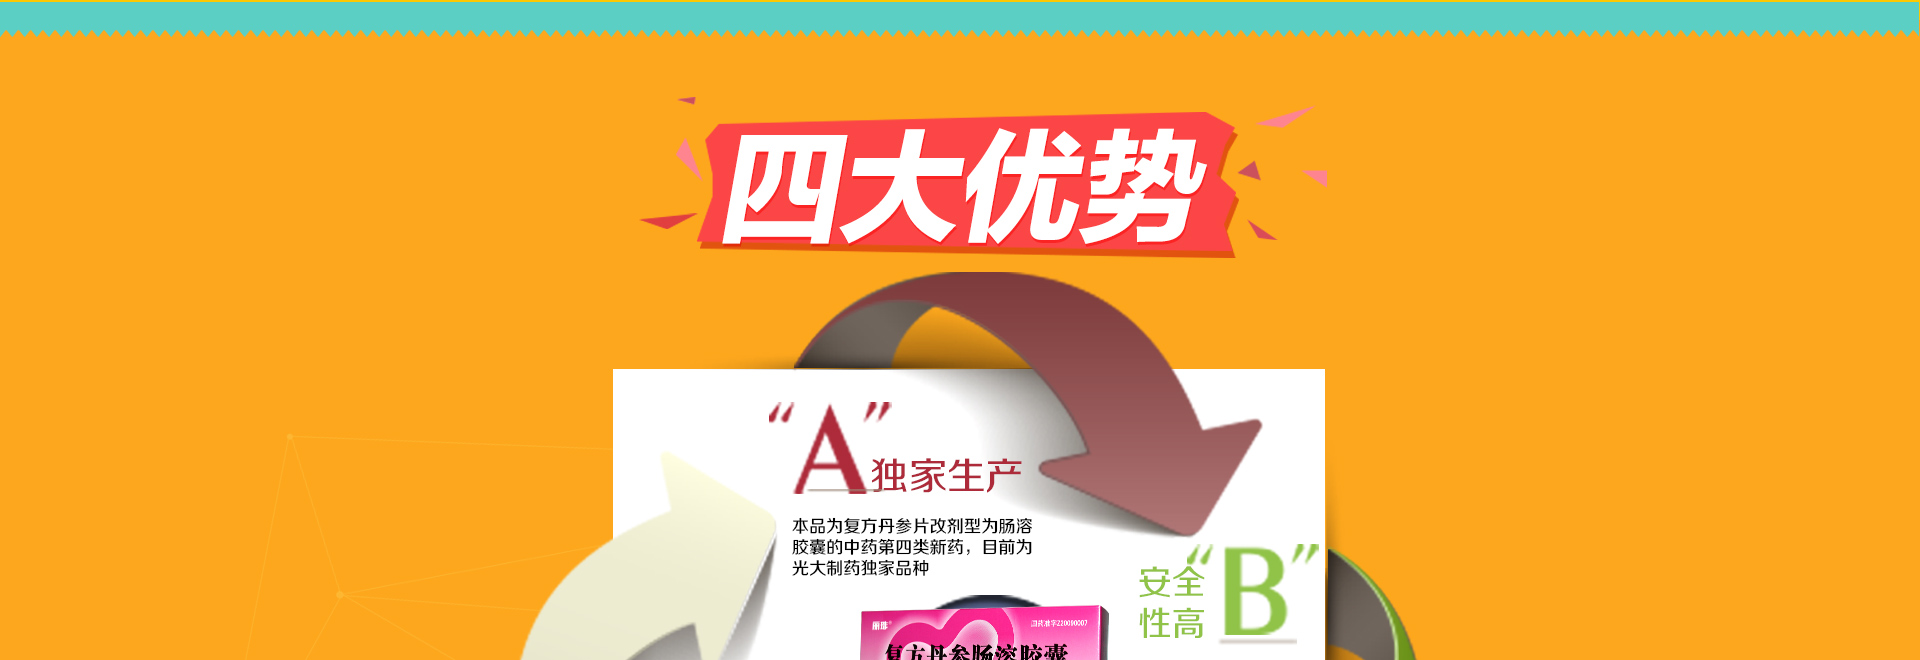 四大优势
“A”独家生产
本品为复方丹参片改剂型为肠溶
胶囊的中药第四类新药，目前为
光大制药独家品种
安全“B”
性高
国药准字Z20090007
复方丹参肠溶胶囊